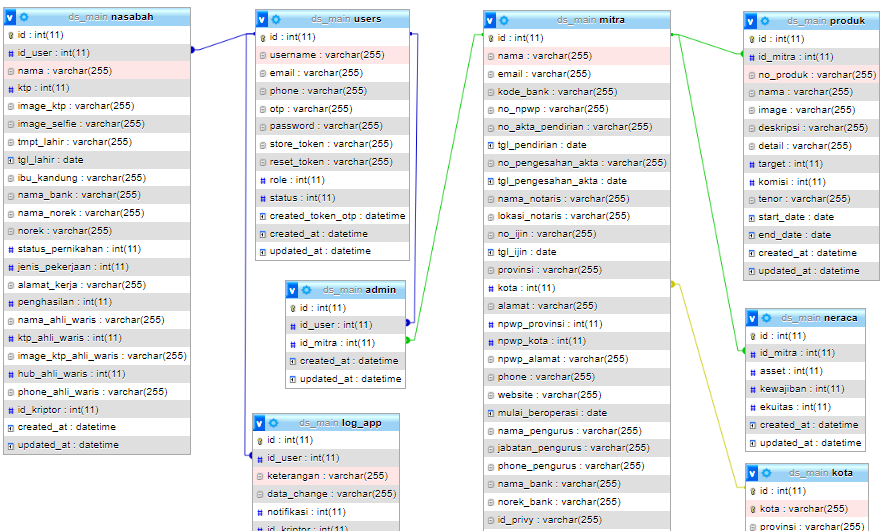 ds_main nasabah
id : int(11)
id_user : int(11)
nama : varchar(255)
ktp : int(11)
image_ktp : varchar(255)
image_selfie : varchar(255)
tmpt_lahir : varchar(255)
tgl_lahir : date
ibu_kandung : varchar(255)
nama_bank : varchar(255)
nama_norek : varchar(255)
norek : varchar(255)
status_pernikahan : int(11)
jenis_pekerjaan : int(11)
alamat_kerja : varchar(255)
penghasilan : int(11)
nama_ahli_waris : varchar(255)
ktp_ahli_waris : int(11)
image_ktp_ahli_waris : varchar(255)
hub_ahli_waris : int(11)
phone_ahli_waris : varchar(255)
id_kriptor : int(11)
created_at : datetime
updated_at : datetime
ds_main users
id : int(11)
username : varchar(255)
email : varchar(255)
phone : varchar(255)
otp : varchar(255)
password : varchar(255)
store_token : varchar(255)
reset_token : varchar(255)
role : int(11)
status : int(11)
created_token_otp : datetime
created_at : datetime
updated_at : datetime
ds_main admin
id : int(11)
id_user : int(11)
id_mitra : int(11)
created_at : datetime
updated_at : datetime
ds_main log_app
id : int(11)
id_user : int(11)
keterangan : varchar(255)
data_change : varchar(255)
notifikasi : int(11)
id_kriptor : int(11)
ds_main mitra
id : int(11)
nama : varchar(255)
email : varchar(255)
kode_bank : varchar(255)
no_npwp : varchar(255)
no_akta_pendirian : varchar(255)
tgl_pendirian : date
no_pengesahan_akta : varchar(255)
tgl_pengesahan_akta : date
nama_notaris : varchar(255)
lokasi_notaris : varchar(255)
no_ijin : varchar(255)
tgl_ijin : date
provinsi : varchar(255)
kota : int(11)
alamat : varchar(255)
npwp_provinsi : int(11)
npwp_kota : int(11)
npwp_alamat : varchar(255)
phone : varchar(255)
website : varchar(255)
mulai_beroperasi : date
nama_pengurus : varchar(255)
jabatan_pengurus : varchar(255)
phone_pengurus : varchar(255)
nama_bank : varchar(255)
norek_bank : varchar(255)
id_privy : varchar(255)
ds_main produk
id : int(11)
id_mitra : int(11)
no_produk : varchar(255)
nama : varchar(255)
image : varchar(255)
deskripsi : varchar(255)
detail : varchar(255)
target : int(11)
komisi : int(11)
tenor : varchar(255)
start_date : date
end_date : date
created_at : datetime
updated_at : datetime
ds_main neraca
id : int(11)
id_mitra : int(11)
asset : int(11)
kewajiban : int(11)
ekuitas : int(11)
created_at : datetime
updated_at : datetime
ds_main kota
id : int(11)
kota : varchar(255)
provinsi : varchar(255)